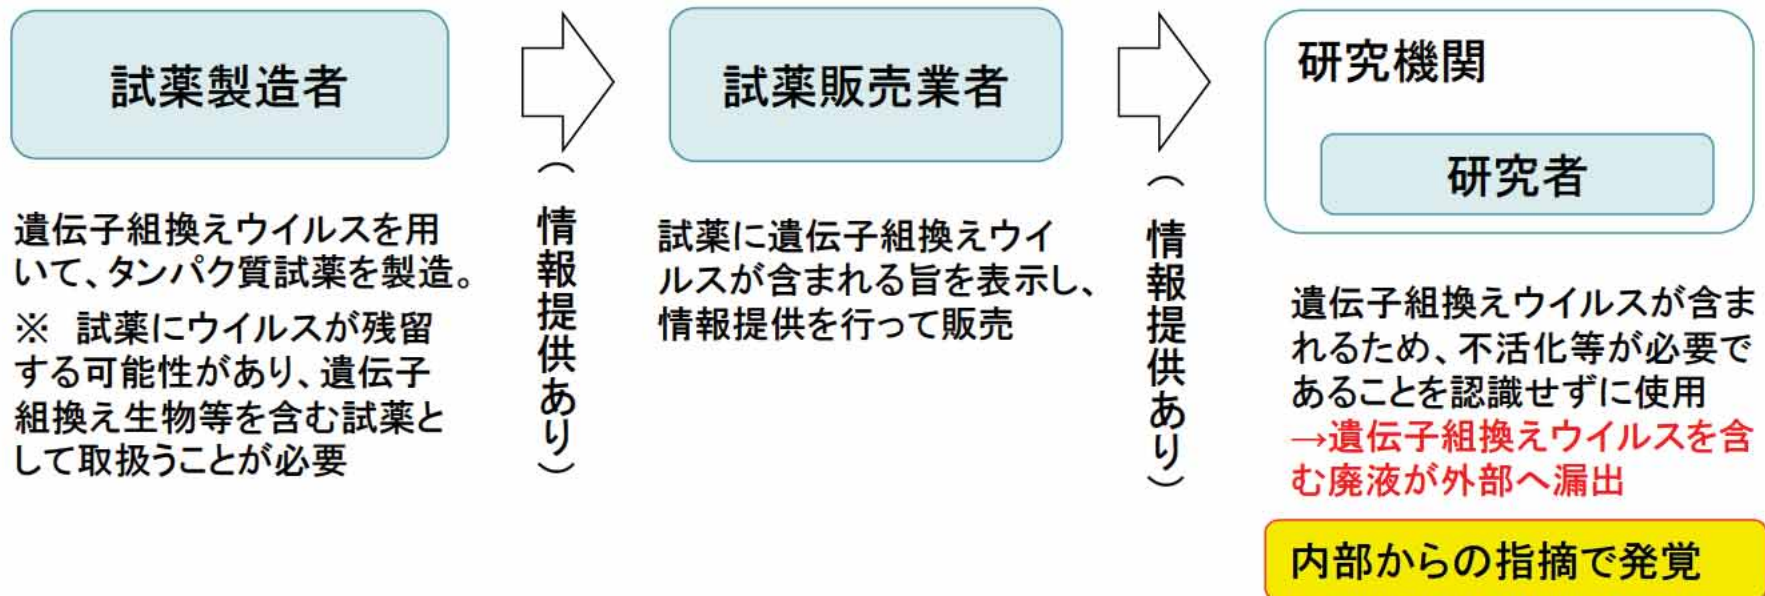 試薬製造者
遺伝子組換えウイルスを用
いて、タンパク質試薬を製造。
※ 試薬にウイルスが残留
する可能性があり、遺伝子
組換え生物等を含む試薬と
して取扱うことが必要
（情報提供あり）
試薬販売業者
試薬に遺伝子組換えウイ
ルスが含まれる旨を表示し、
情報提供を行って販売
（情報提供あり）
研究機関
研究者
遺伝子組換えウイルスが含ま
れるため、不活化等が必要で
あることを認識せずに使用
→遺伝子組換えウイルスを含
む廃液が外部へ漏出
内部からの指摘で発覚